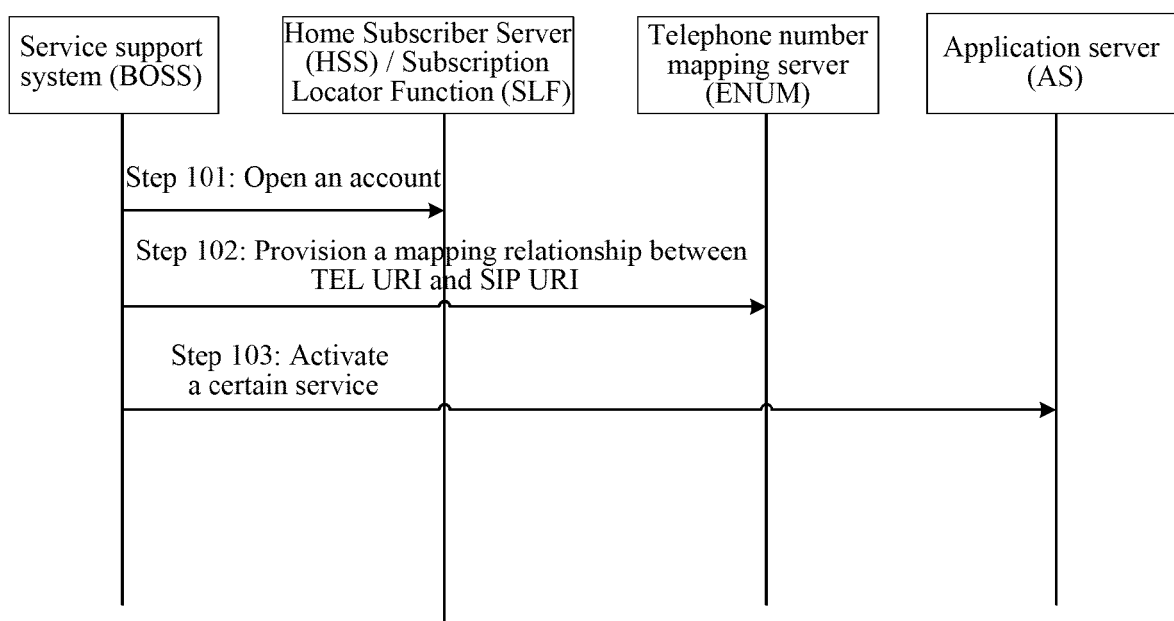 Service support
system (BOSS)
Home Subscriber Server
(HSS) / Subscription
Locator Function (SLF)
Telephone number
mapping server
(ENUM)
Application server
(AS)
Step 101: Open an account
Step 102: Provision a mapping relationship between
TEL URI and SIP URI
Step 103: Activate
a certain service